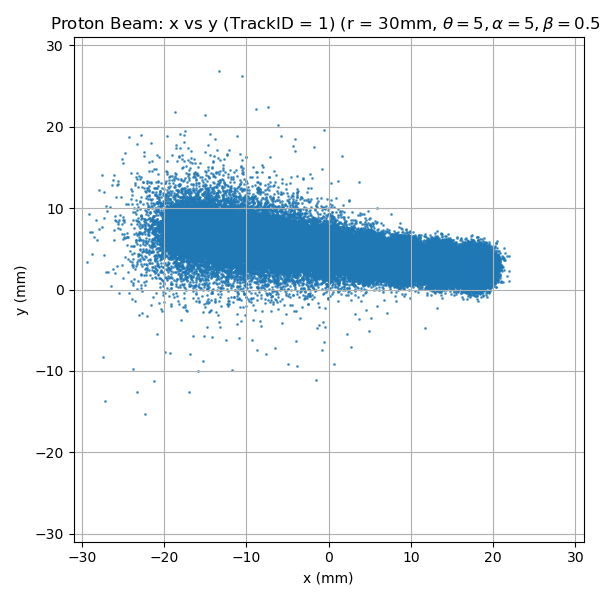 Proton Beam: x vs y (TrackID = 1) (r = 30mm, θ = 5, α = 5, β = 0.5
30
20
10
0
−10
−20
−30
y (mm)
−30 −20 −10 0 10 20 30
x (mm)